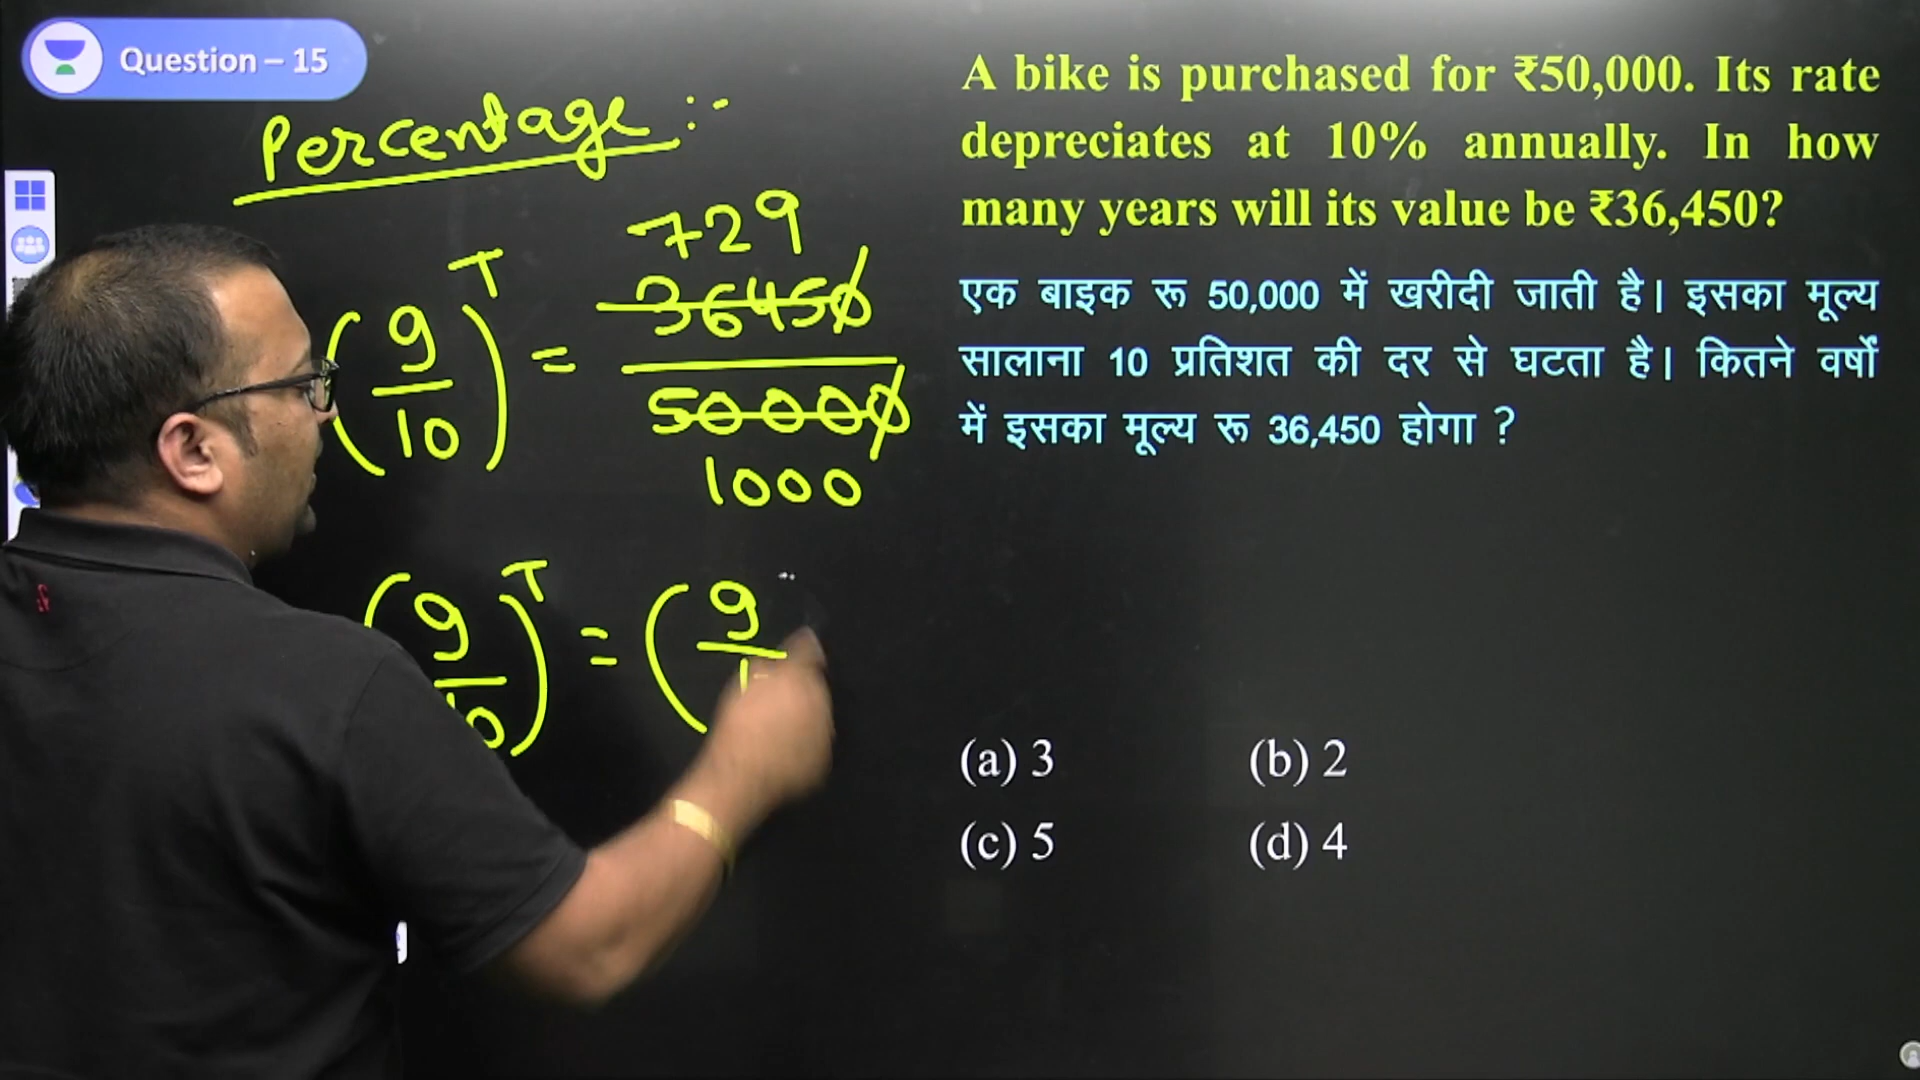 Question – 15
Percentage :-
(9/10)^T = 36450/50000
729
1000
(9/10)^T = (9
A bike is purchased for ₹50,000. Its rate
depreciates at 10% annually. In how
many years will its value be ₹36,450?
एक बाइक रू 50,000 में खरीदी जाती है। इसका मूल्य
सालाना 10 प्रतिशत की दर से घटता है। कितने वर्षों
में इसका मूल्य रू 36,450 होगा ?
(a) 3 (b) 2
(c) 5 (d) 4